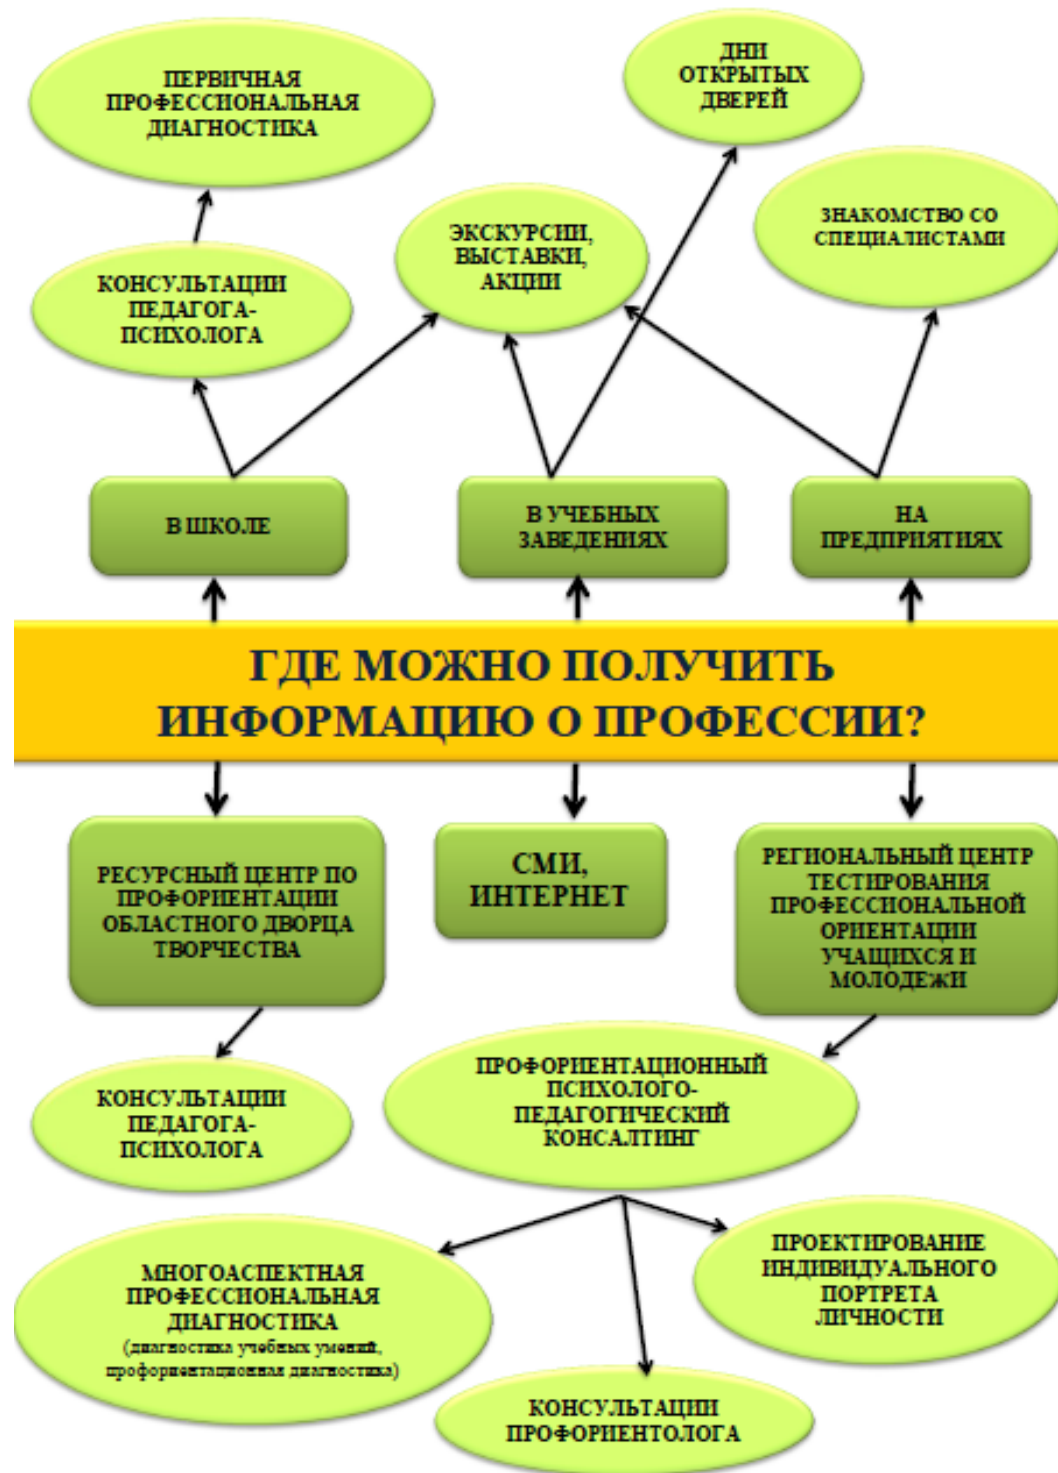 ПЕРВИЧНАЯ
ПРОФЕССИОНАЛЬНАЯ
ДИАГНОСТИКА
ДНИ
ОТКРЫТЫХ
ДВЕРЕЙ
ЭКСКУРСИИ,
ВЫСТАВКИ,
АКЦИИ
ЗНАКОМСТВО СО
СПЕЦИАЛИСТАМИ
КОНСУЛЬТАЦИИ
ПЕДАГОГА-
ПСИХОЛОГА
В ШКОЛЕ
В УЧЕБНЫХ
ЗАВЕДЕНИЯХ
НА
ПРЕДПРИЯТИЯХ
ГДЕ МОЖНО ПОЛУЧИТЬ
ИНФОРМАЦИЮ О ПРОФЕССИИ?
РЕСУРСНЫЙ ЦЕНТР ПО
ПРОФОРИЕНТАЦИИ
ОБЛАСТНОГО ДВОРЦА
ТВОРЧЕСТВА
СМИ,
ИНТЕРНЕТ
РЕГИОНАЛЬНЫЙ ЦЕНТР
ТЕСТИРОВАНИЯ
ПРОФЕССИОНАЛЬНОЙ
ОРИЕНТАЦИИ
УЧАЩИХСЯ И
МОЛОДЕЖИ
КОНСУЛЬТАЦИИ
ПЕДАГОГА-
ПСИХОЛОГА
ПРОФОРИЕНТАЦИОННЫЙ
ПСИХОЛОГО-
ПЕДАГОГИЧЕСКИЙ
КОНСАЛТИНГ
МНОГОАСПЕКТНАЯ
ПРОФЕССИОНАЛЬНАЯ
ДИАГНОСТИКА
(диагностика учебных умений,
профориентационная диагностика)
ПРОЕКТИРОВАНИЕ
ИНДИВИДУАЛЬНОГО
ПОРТРЕТА
ЛИЧНОСТИ
КОНСУЛЬТАЦИИ
ПРОФОРИЕНТОЛОГА